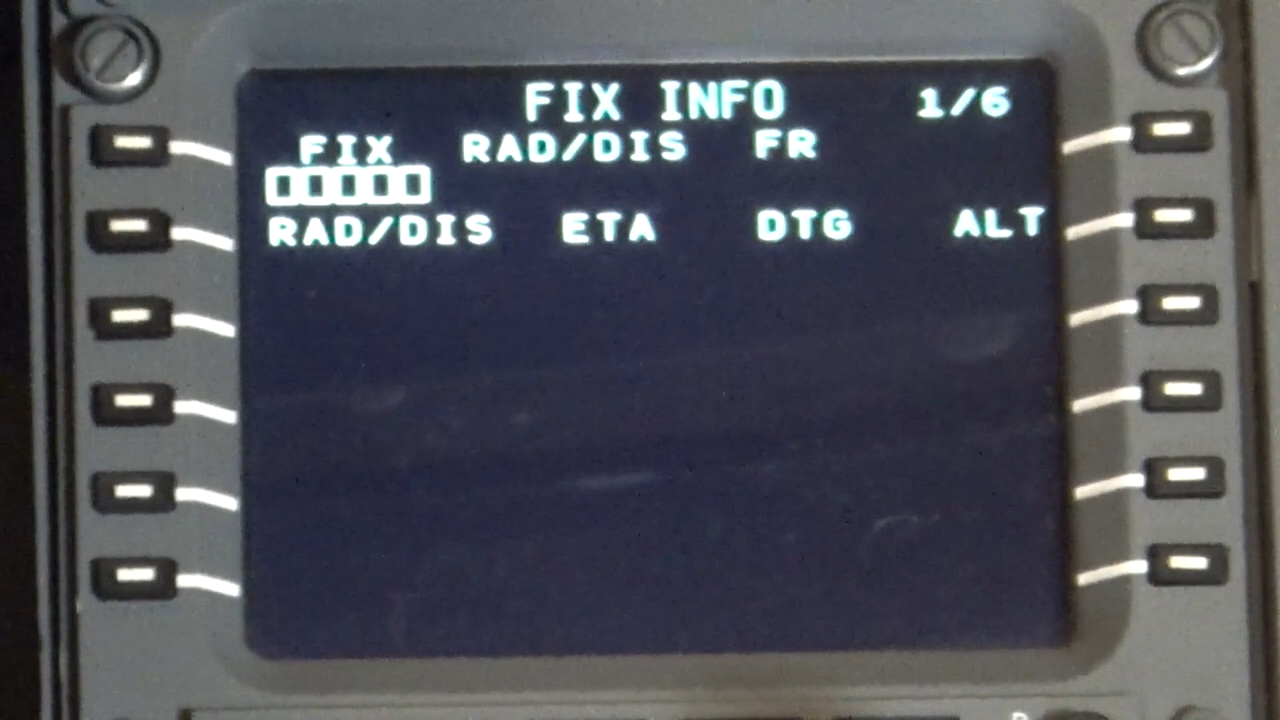 FIX INFO 1/6
FIX RAD/DIS FR
RAD/DIS ETA DTG ALT